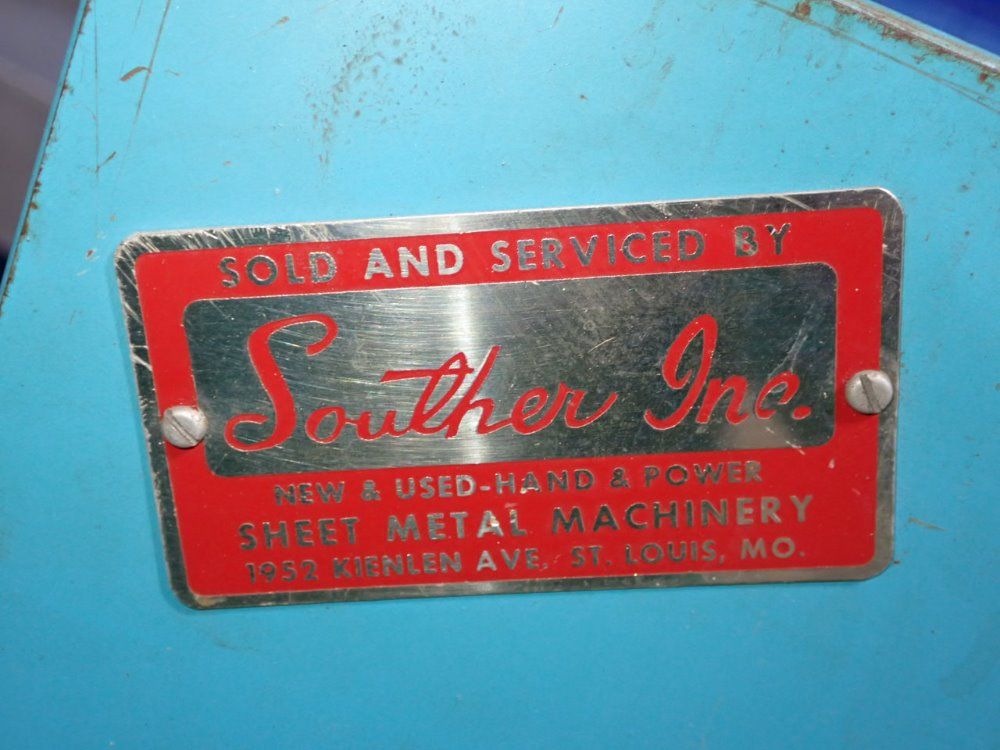 SOLD AND SERVICED BY
Souther Inc.
NEW & USED-HAND & POWER
SHEET METAL MACHINERY
1952 KIENLEN AVE. ST. LOUIS, MO.